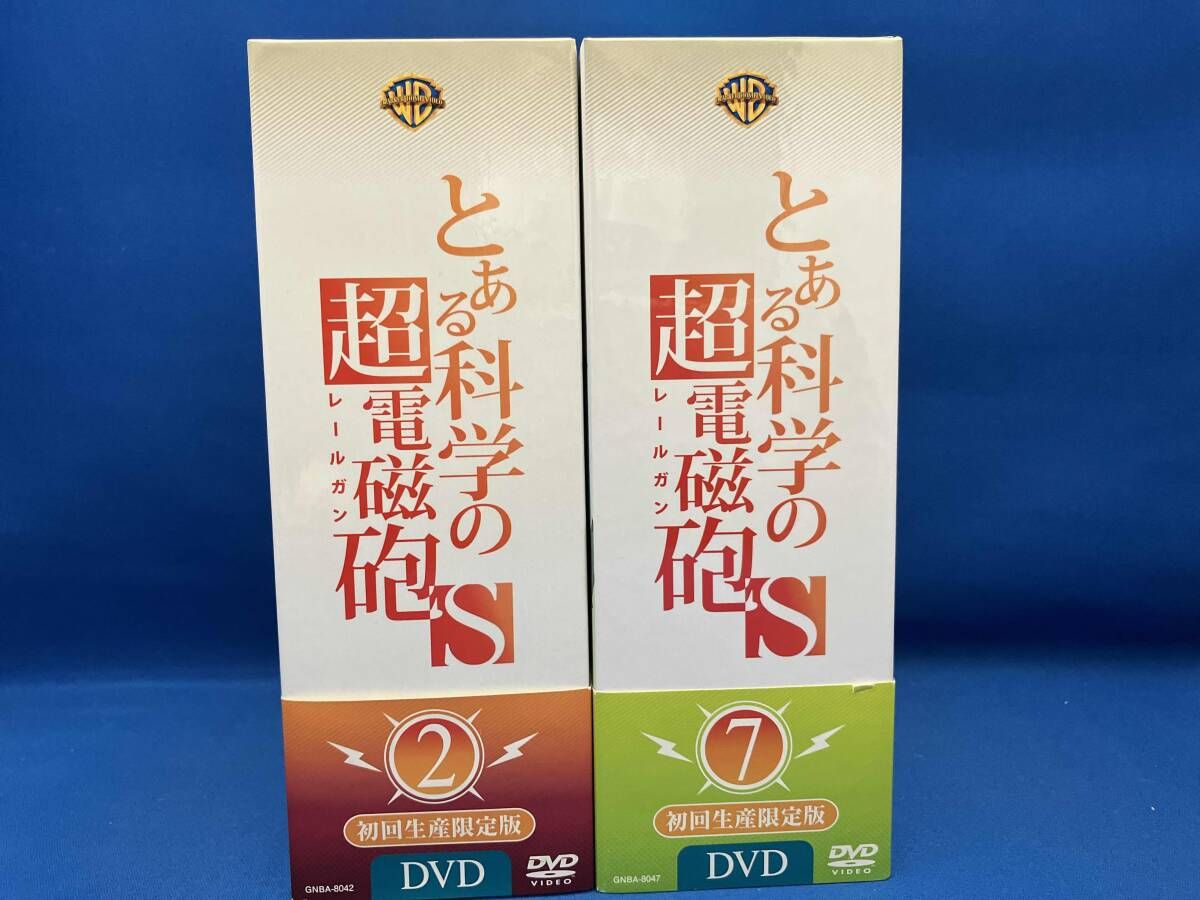 WB
とある科学の
超電磁砲
レールガン
S
2
初回生産限定版
DVD
DVD
VIDEO
GNBA-8042
WB
とある科学の
超電磁砲
レールガン
S
7
初回生産限定版
DVD
DVD
VIDEO
GNBA-8047